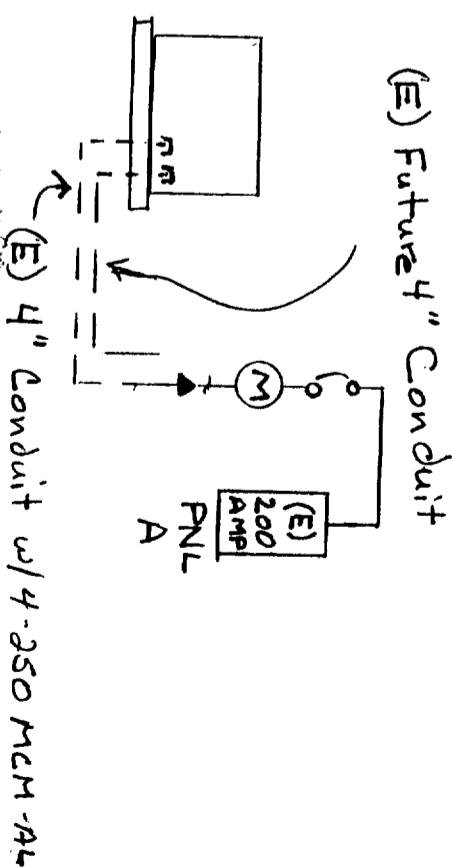 (E) Future 4" Conduit
M
(E)
200
AMP
PNL
A
(E) 4" Conduit w/ 4-250 MCM-AL